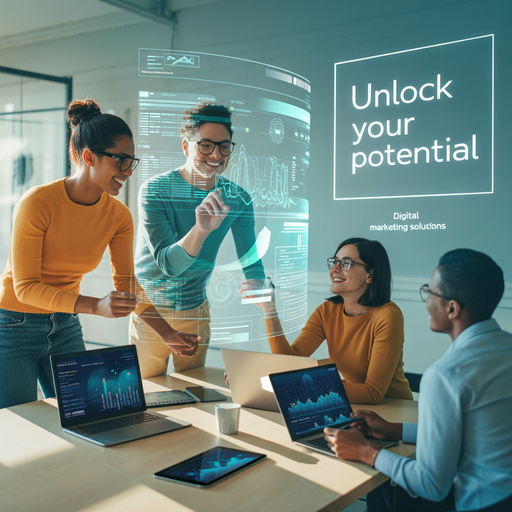 Unlock
your
potential
Digital
marketing solutions